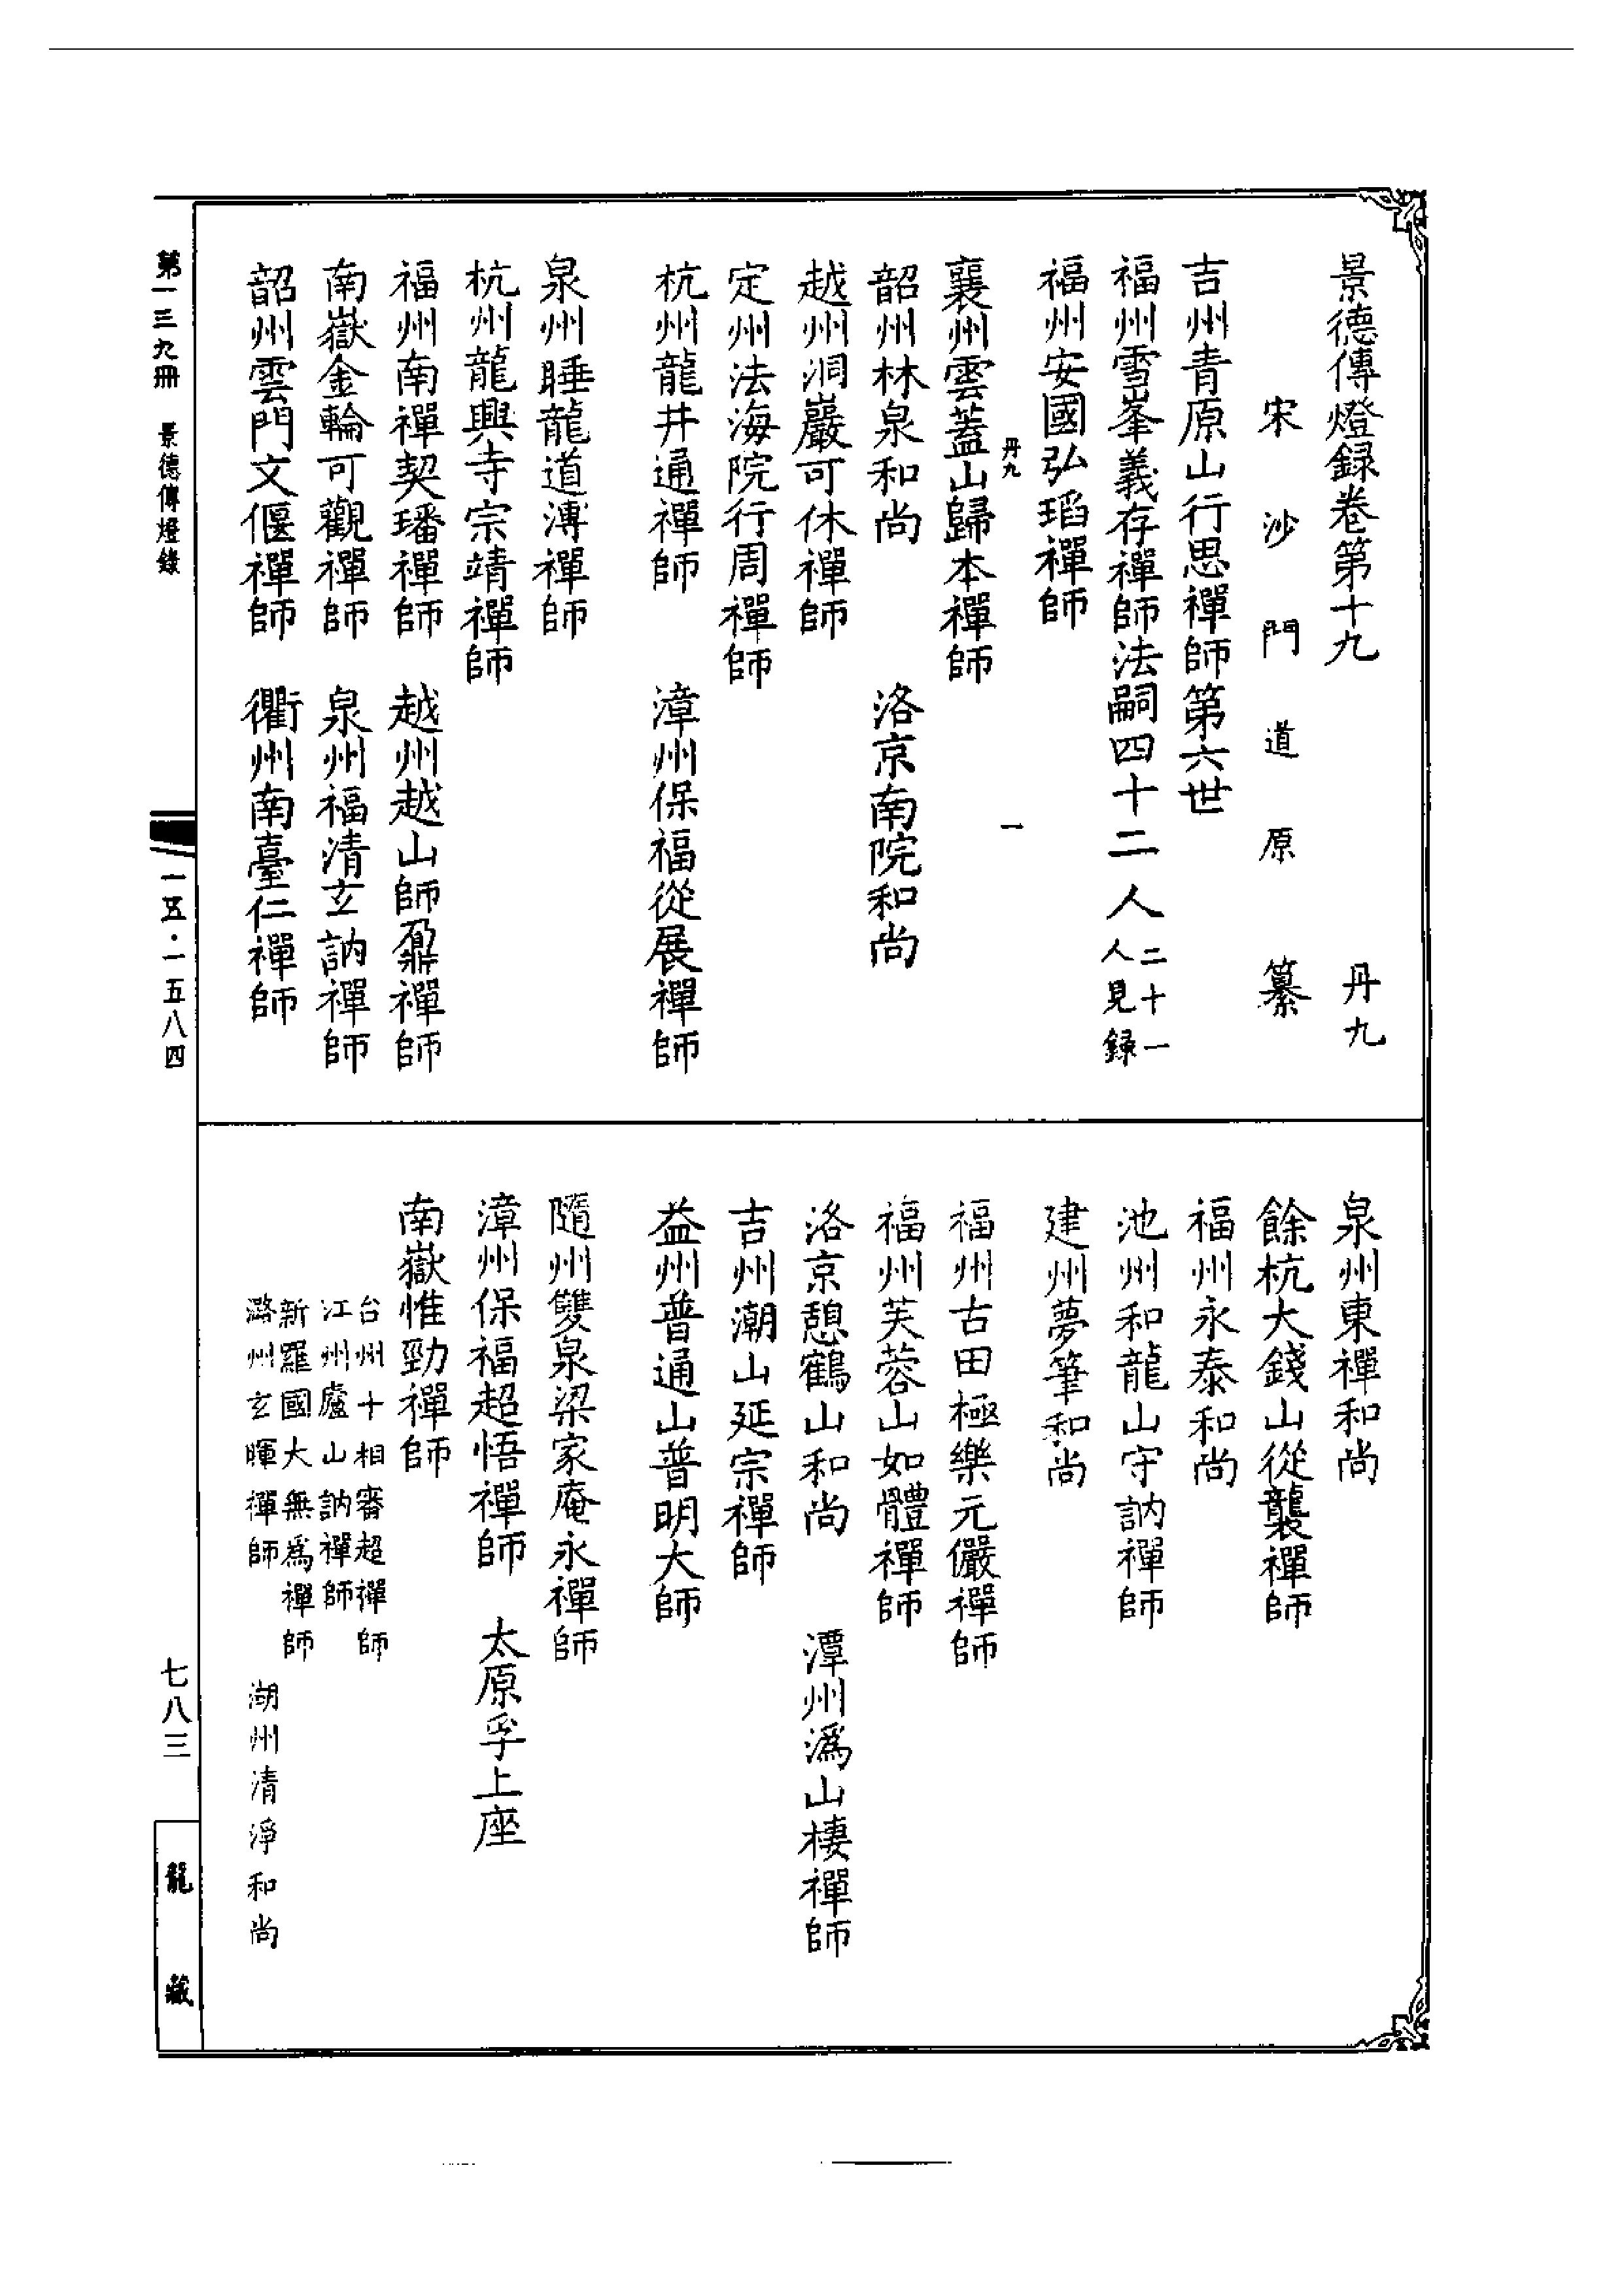 景德傳燈録卷第十九　丹九
宋沙門道原纂
吉州青原山行思禪師第六世
福州雪峯義存禪師法嗣四十二人二十一人見録
福州安國弘瑫禪師
丹九　一
襄州雲蓋山歸本禪師
韶州林泉和尚　洛京南院和尚
越州洞巖可休禪師
定州法海院行周禪師
杭州龍井通禪師　漳州保福從展禪師
泉州睡龍道溥禪師
杭州龍興寺宗靖禪師
福州南禪契璠禪師　越州越山師鼐禪師
南嶽金輪可觀禪師　泉州福清玄訥禪師
韶州雲門文偃禪師　衢州南臺仁禪師
泉州東禪和尚
餘杭大錢山從襲禪師
福州永泰和尚
池州和龍山守訥禪師
建州夢筆和尚
福州古田極樂元儼禪師
福州芙蓉山如體禪師
洛京憩鶴山和尚　潭州溈山棲禪師
吉州潮山延宗禪師
益州普通山普明大師
隨州雙泉梁家庵永禪師
漳州保福超悟禪師　太原孚上座
南嶽惟勁禪師
台州十相審超禪師
江州廬山訥禪師
新羅國大無為禪師
潞州玄暉禪師　湖州清淨和尚
第一三九冊　景德傳燈錄
一五·一五八四
七八三
龍藏